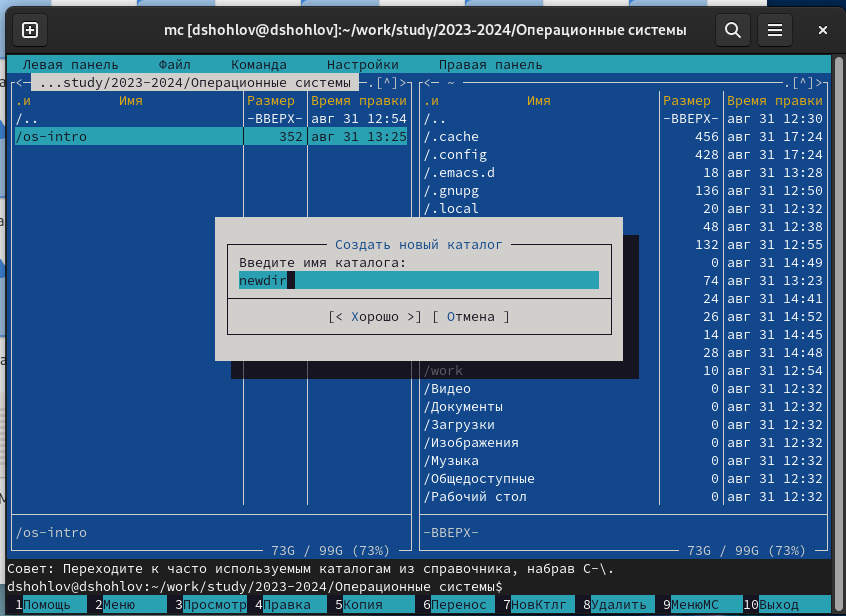 mc [dshohlov@dshohlov]:~/work/study/2023-2024/Операционные системы
Левая панель Файл Команда Настройки Правая панель
<─ ...study/2023-2024/Операционные системы ─.[^]>
.и Имя Размер Время правки
/.. -ВВЕРХ- авг 31 12:54
/os-intro 352 авг 31 13:25
/os-intro
73G / 99G (73%)
<─ ~ ─.[^]>
.и Имя Размер Время правки
/.. -ВВЕРХ- авг 31 12:30
/.cache 456 авг 31 17:24
/.config 428 авг 31 17:24
/.emacs.d 18 авг 31 13:28
/.gnupg 136 авг 31 12:50
/.local 20 авг 31 12:32
48 авг 31 12:38
132 авг 31 12:55
0 авг 31 14:49
74 авг 31 13:23
24 авг 31 14:41
26 авг 31 14:52
14 авг 31 14:45
28 авг 31 14:48
/work 10 авг 31 12:54
/Видео 0 авг 31 12:32
/Документы 0 авг 31 12:32
/Загрузки 0 авг 31 12:32
/Изображения 0 авг 31 12:32
/Музыка 0 авг 31 12:32
/Общедоступные 0 авг 31 12:32
/Рабочий стол 0 авг 31 12:32
-ВВЕРХ-
73G / 99G (73%)
Создать новый каталог
Введите имя каталога:
newdir
[< Хорошо >] [ Отмена ]
Совет: Переходите к часто используемым каталогам из справочника, набрав C-\.
dshohlov@dshohlov:~/work/study/2023-2024/Операционные системы$
1Помощь 2Меню 3Просмотр 4Правка 5Копия 6Перенос 7НовКтлг 8Удалить 9МенюMC 10Выход